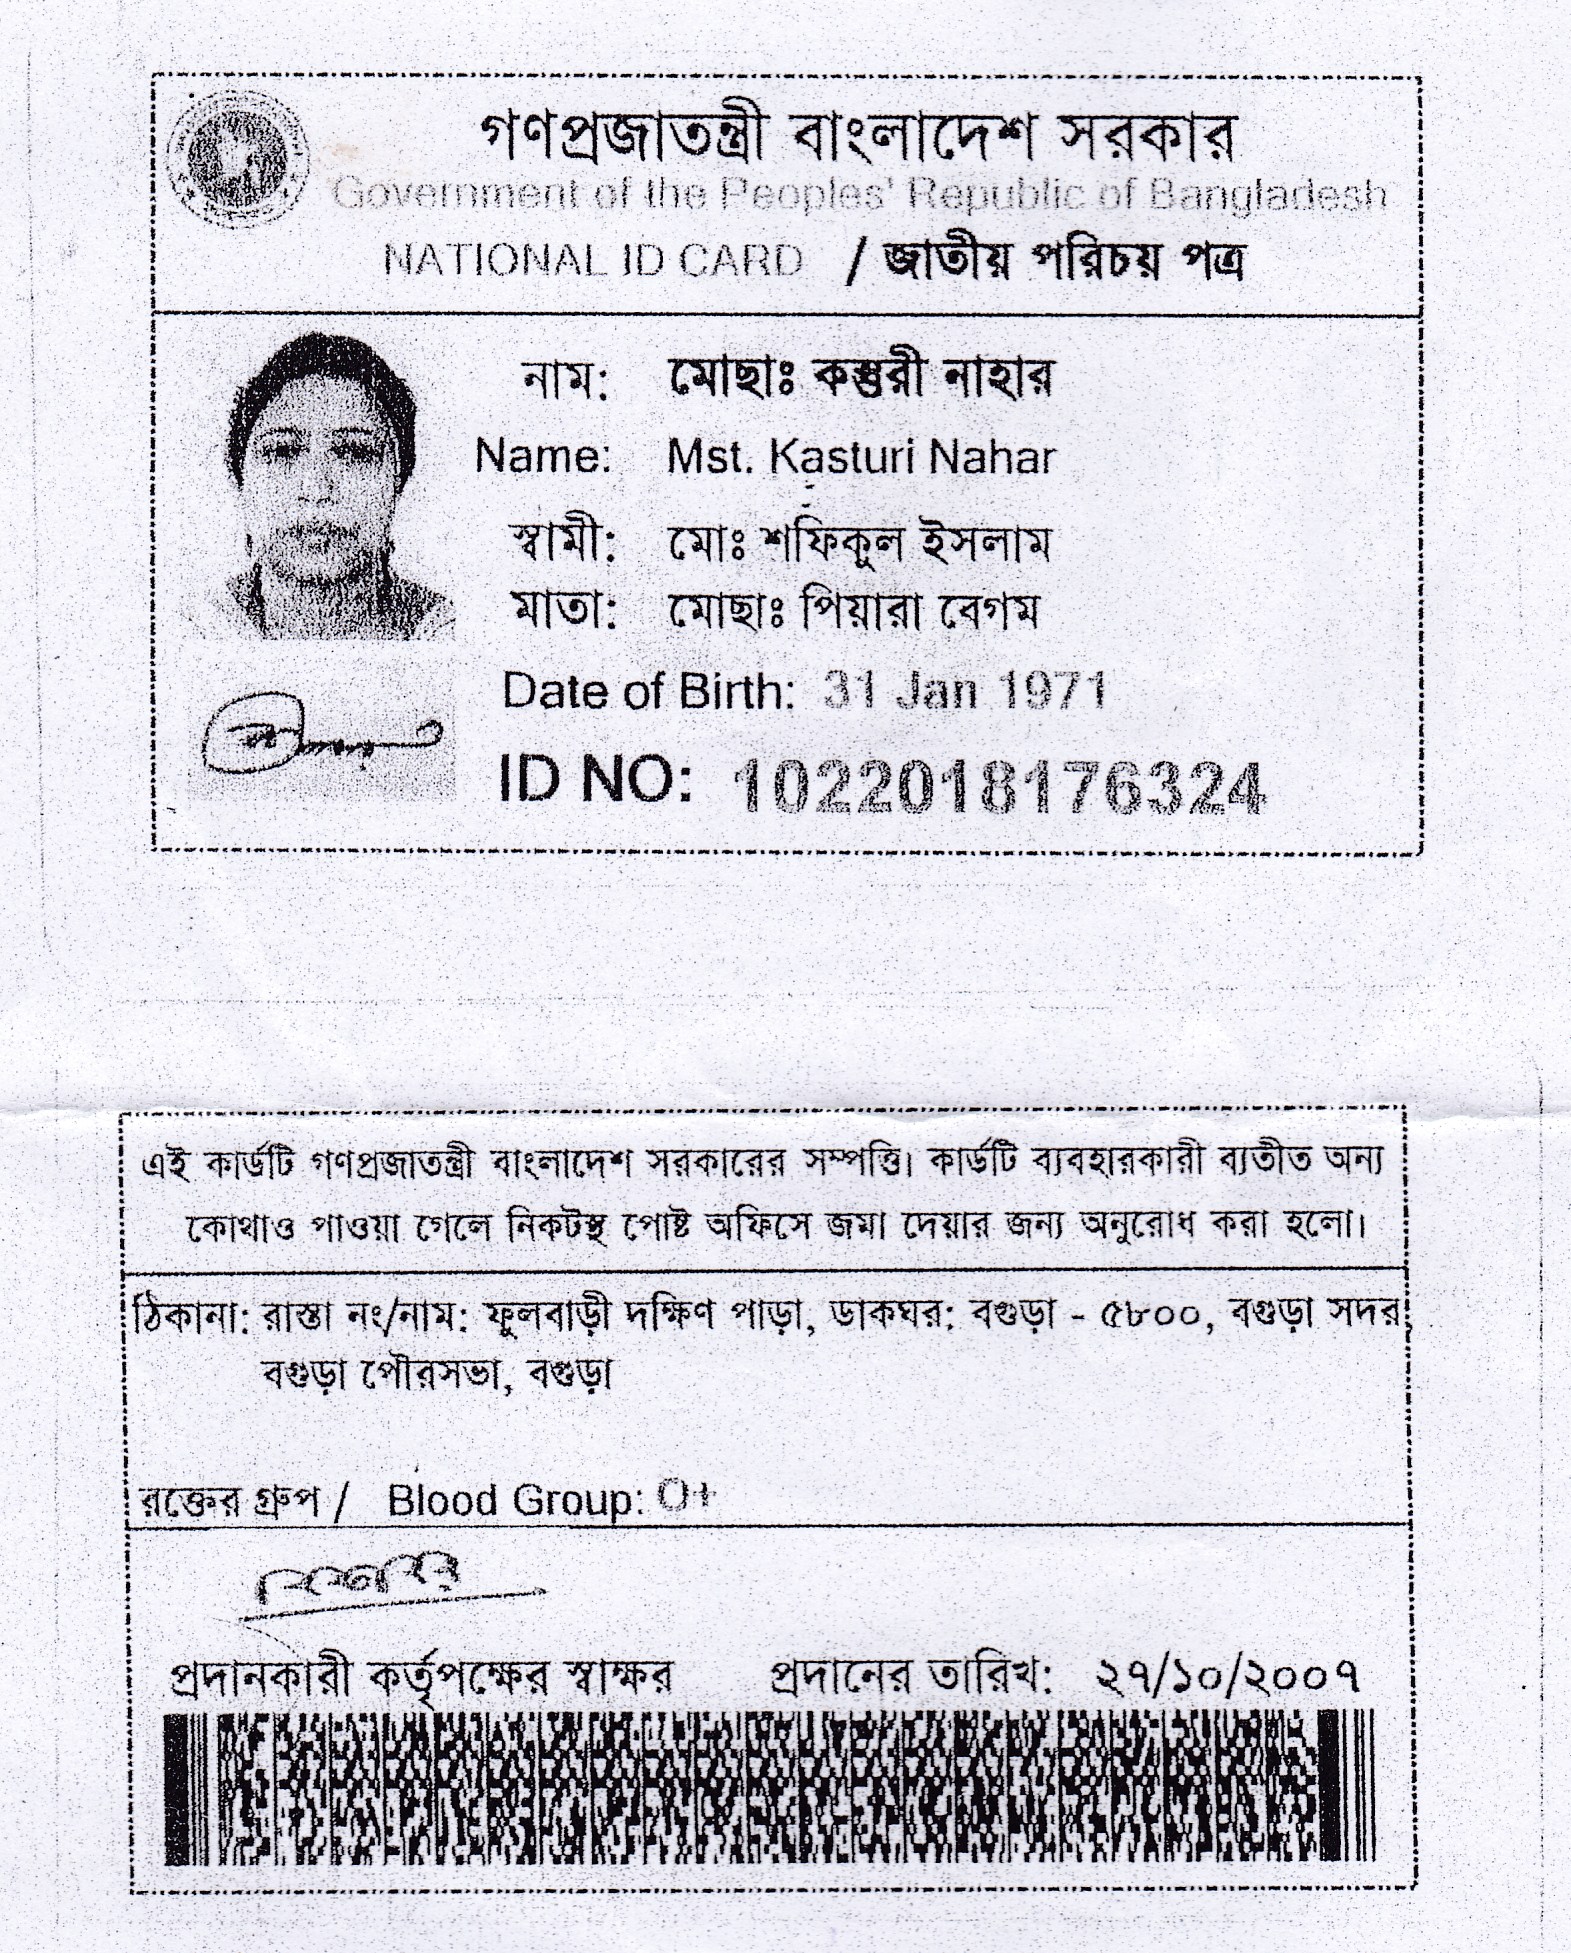 গণপ্রজাতন্ত্রী বাংলাদেশ সরকার
Government of the Peoples' Republic of Bangladesh
NATIONAL ID CARD / জাতীয় পরিচয় পত্র
নাম: মোছাঃ কস্তুরী নাহার
Name: Mst. Kasturi Nahar
স্বামী: মোঃ শফিকুল ইসলাম
মাতা: মোছাঃ পিয়ারা বেগম
Date of Birth: 31 Jan 1971
ID NO: 1022018176324
এই কার্ডটি গণপ্রজাতন্ত্রী বাংলাদেশ সরকারের সম্পত্তি। কার্ডটি ব্যবহারকারী ব্যতীত অন্য
কোথাও পাওয়া গেলে নিকটস্থ পোষ্ট অফিসে জমা দেয়ার জন্য অনুরোধ করা হলো।
ঠিকানা: রাস্তা নং/নাম: ফুলবাড়ী দক্ষিণ পাড়া, ডাকঘর: বগুড়া - ৫৮০০, বগুড়া সদর,
বগুড়া পৌরসভা, বগুড়া
রক্তের গ্রুপ / Blood Group: O+
প্রদানকারী কর্তৃপক্ষের স্বাক্ষর প্রদানের তারিখ: ২৭/১০/২০০৭